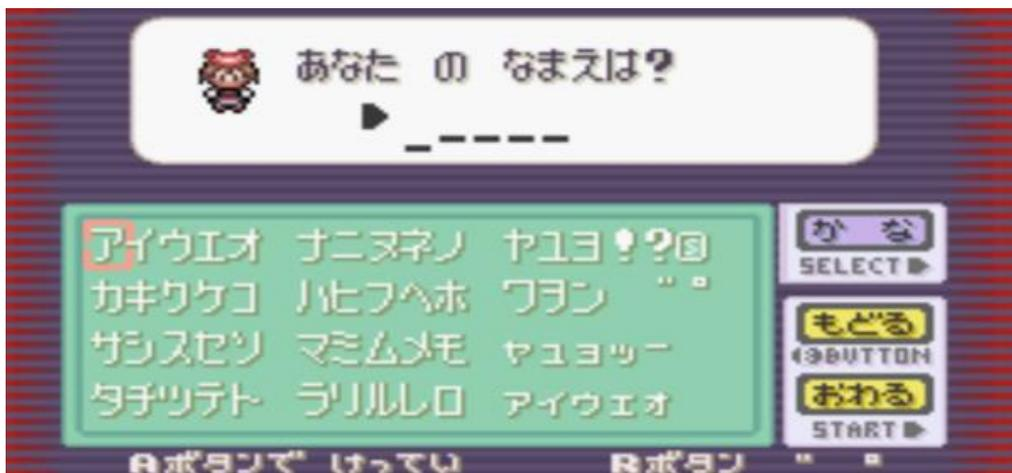 あなた の なまえは?
アイウエオ ナニヌネノ ヤユヨ!?S
カキクケコ ハヒフヘホ ワヲン ゛゜
サシスセソ マミムメモ ャュョッー
タチツテト ラリルレロ ァィゥェォ
かな
SELECT
もどる
BUTTON
おわる
START
Aボタンで けってい Rボタン ゛ ゜